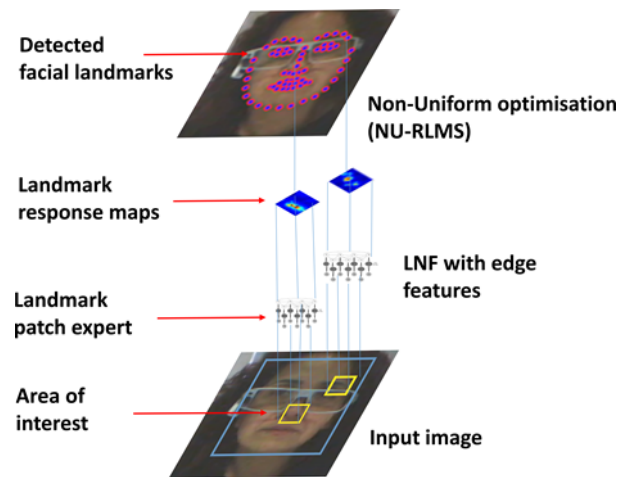 Detected
facial landmarks
Non-Uniform optimisation
(NU-RLMS)
Landmark
response maps
LNF with edge
features
Landmark
patch expert
Area of
interest
Input image